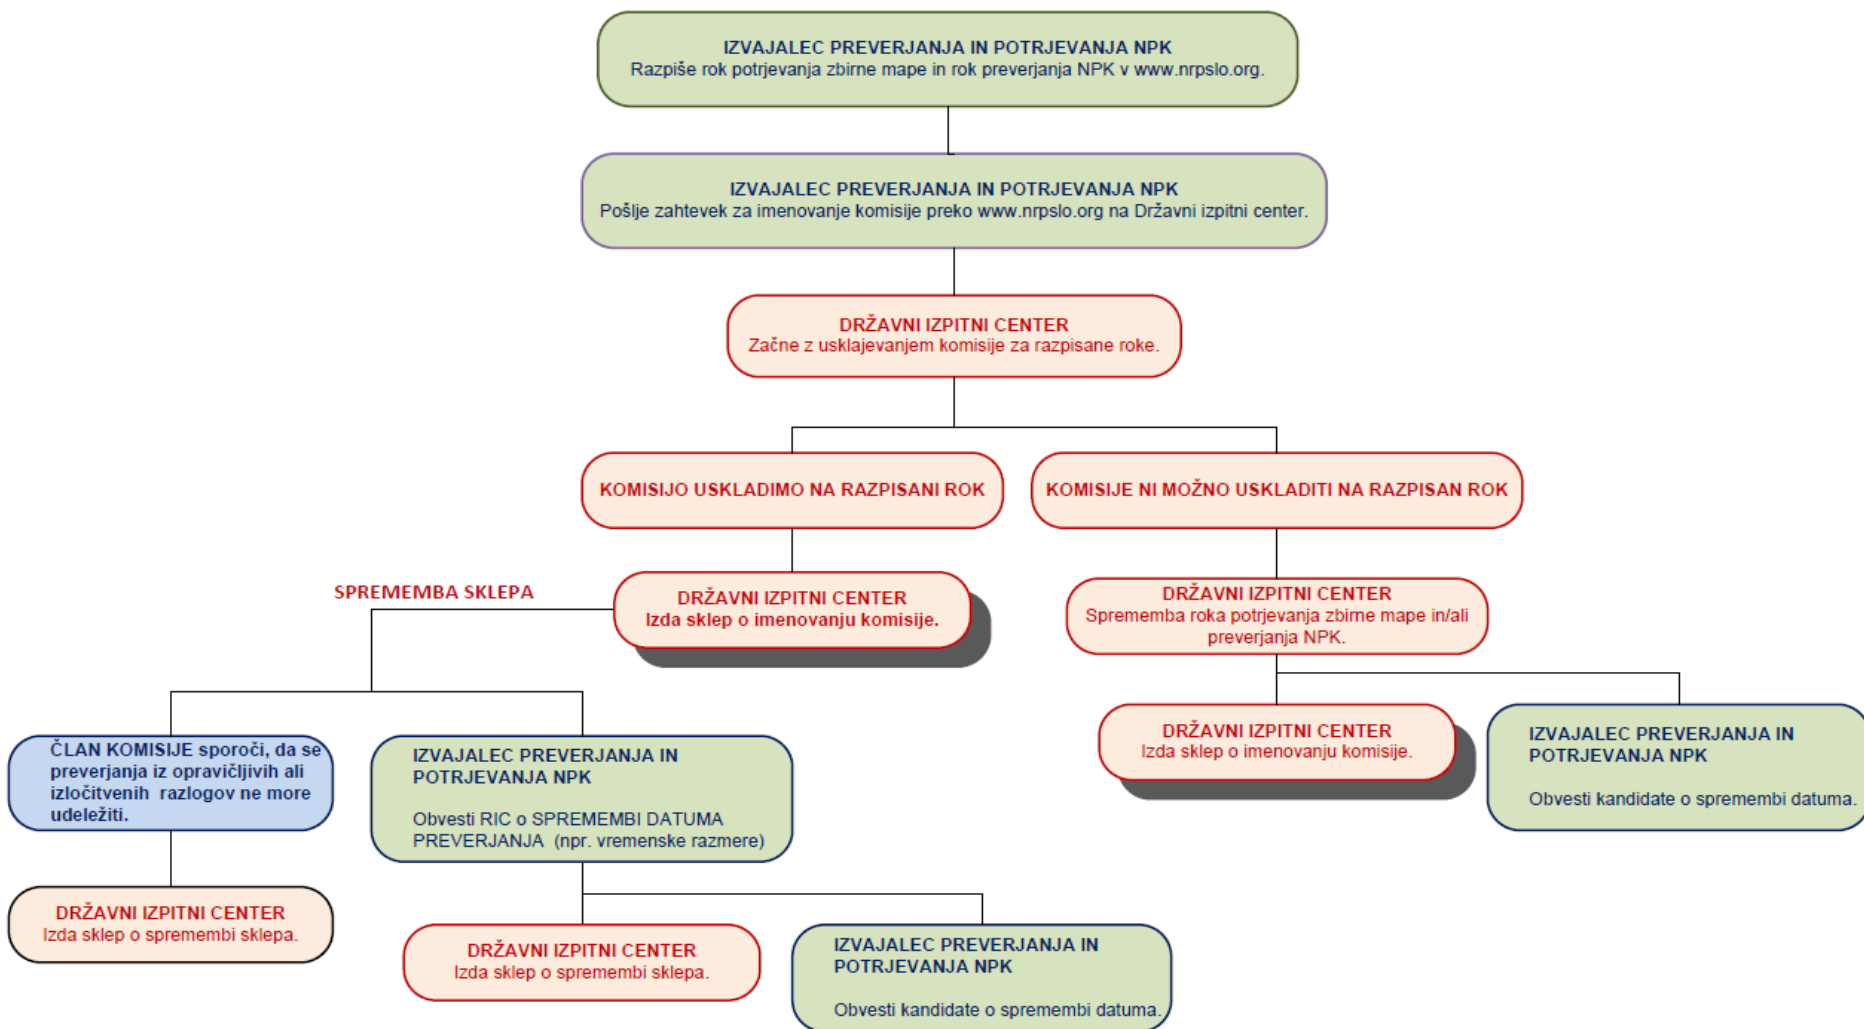 IZVAJALEC PREVERJANJA IN POTRJEVANJA NPK
Razpiše rok potrjevanja zbirne mape in rok preverjanja NPK v www.nrpslo.org.
IZVAJALEC PREVERJANJA IN POTRJEVANJA NPK
Pošlje zahtevek za imenovanje komisije preko www.nrpslo.org na Državni izpitni center.
DRŽAVNI IZPITNI CENTER
Začne z usklajevanjem komisije za razpisane roke.
KOMISIJO USKLADIMO NA RAZPISANI ROK
KOMISIJE NI MOŽNO USKLADITI NA RAZPISAN ROK
SPREMEMBA SKLEPA
DRŽAVNI IZPITNI CENTER
Izda sklep o imenovanju komisije.
DRŽAVNI IZPITNI CENTER
Sprememba roka potrjevanja zbirne mape in/ali
preverjanja NPK.
ČLAN KOMISIJE sporoči, da se
preverjanja iz opravičljivih ali
izločitvenih razlogov ne more
udeležiti.
IZVAJALEC PREVERJANJA IN
POTRJEVANJA NPK
Obvesti RIC o SPREMEMBI DATUMA
PREVERJANJA (npr. vremenske razmere)
DRŽAVNI IZPITNI CENTER
Izda sklep o imenovanju komisije.
IZVAJALEC PREVERJANJA IN
POTRJEVANJA NPK
Obvesti kandidate o spremembi datuma.
DRŽAVNI IZPITNI CENTER
Izda sklep o spremembi sklepa.
DRŽAVNI IZPITNI CENTER
Izda sklep o spremembi sklepa.
IZVAJALEC PREVERJANJA IN
POTRJEVANJA NPK
Obvesti kandidate o spremembi datuma.